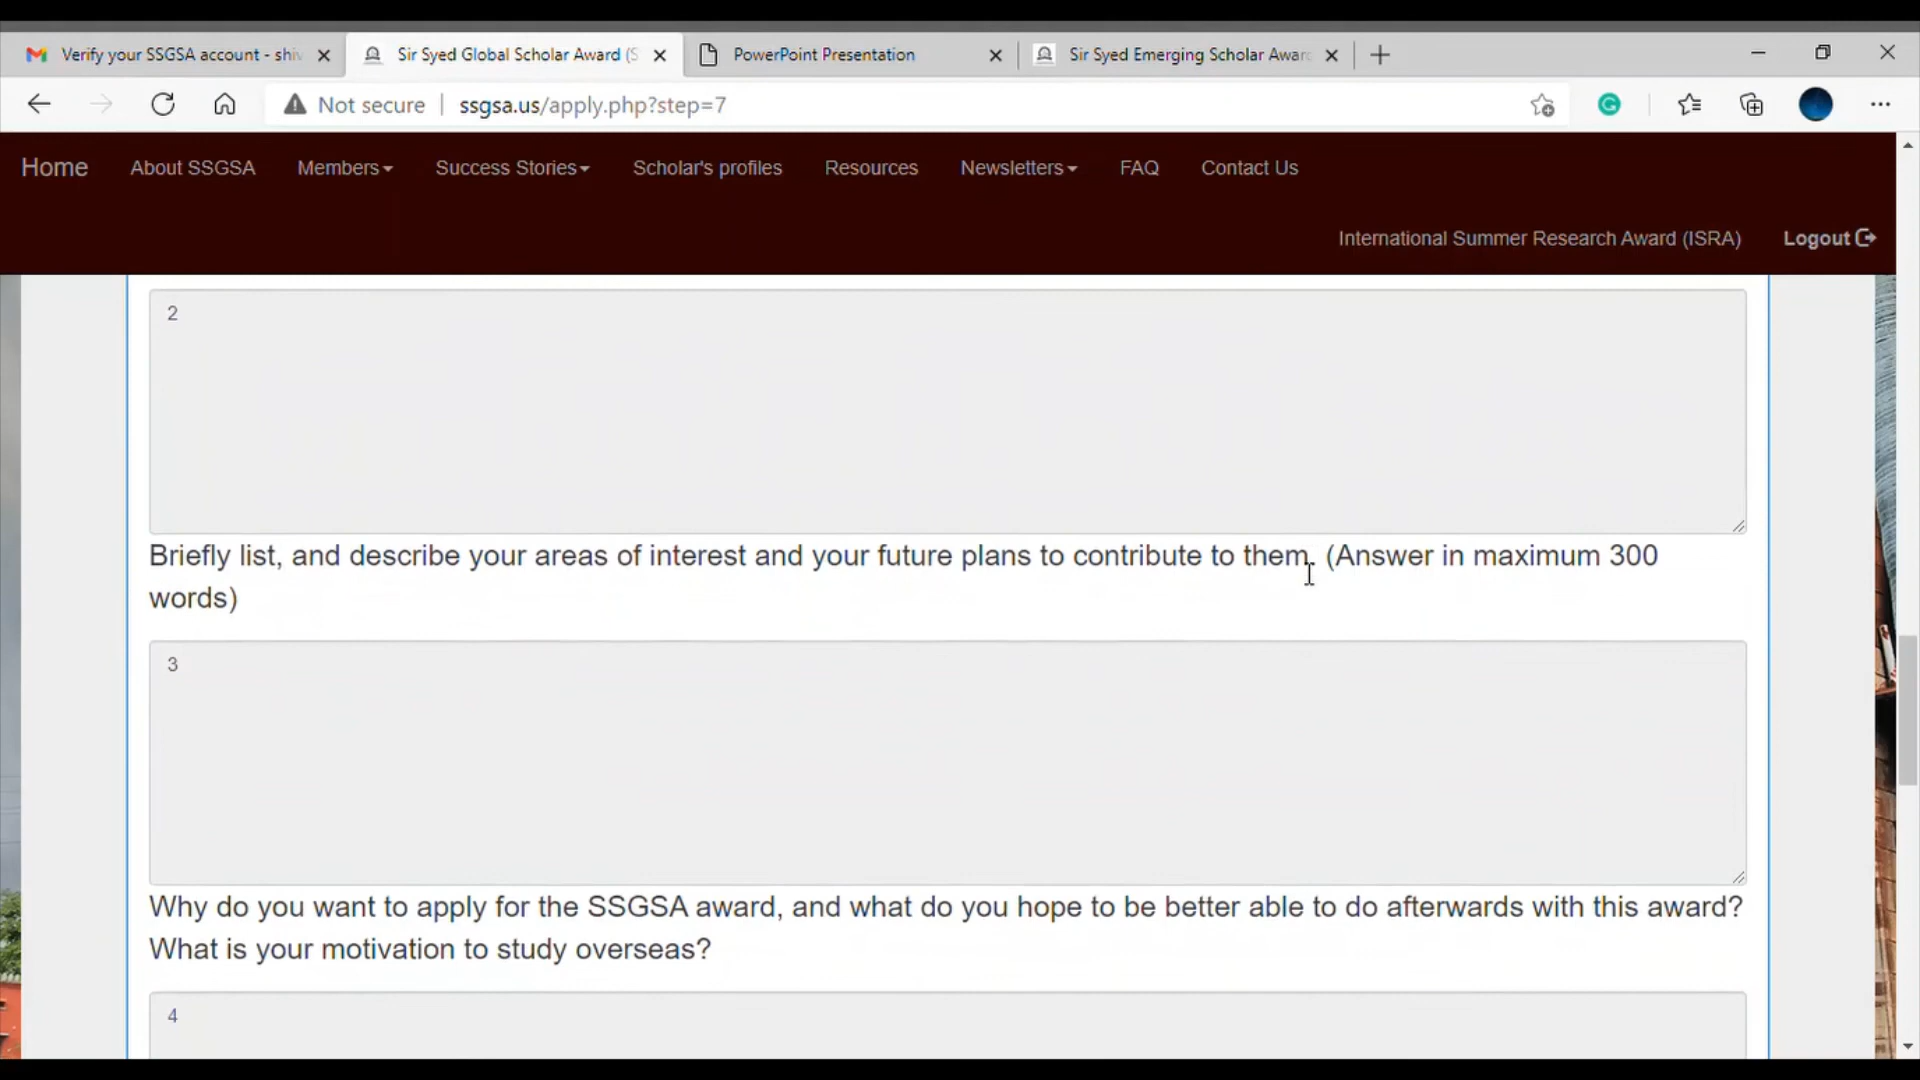 Verify your SSGSA account - shiv
Sir Syed Global Scholar Award (S
PowerPoint Presentation
Sir Syed Emerging Scholar Awar
Not secure
ssgsa.us/apply.php?step=7
Home
About SSGSA
Members
Success Stories
Scholar's profiles
Resources
Newsletters
FAQ
Contact Us
International Summer Research Award (ISRA)
Logout
2
Briefly list, and describe your areas of interest and your future plans to contribute to them. (Answer in maximum 300
words)
3
Why do you want to apply for the SSGSA award, and what do you hope to be better able to do afterwards with this award?
What is your motivation to study overseas?
4